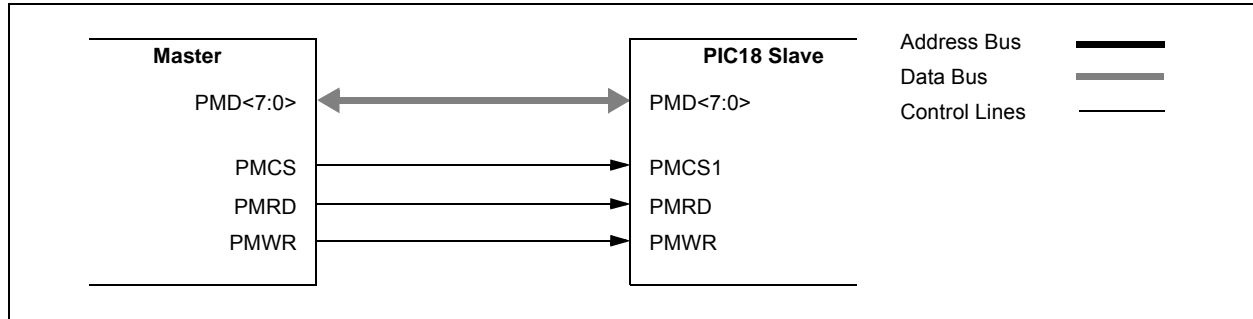 Master
PMD<7:0>
PMCS
PMRD
PMWR
PIC18 Slave
PMD<7:0>
PMCS1
PMRD
PMWR
Address Bus
Data Bus
Control Lines